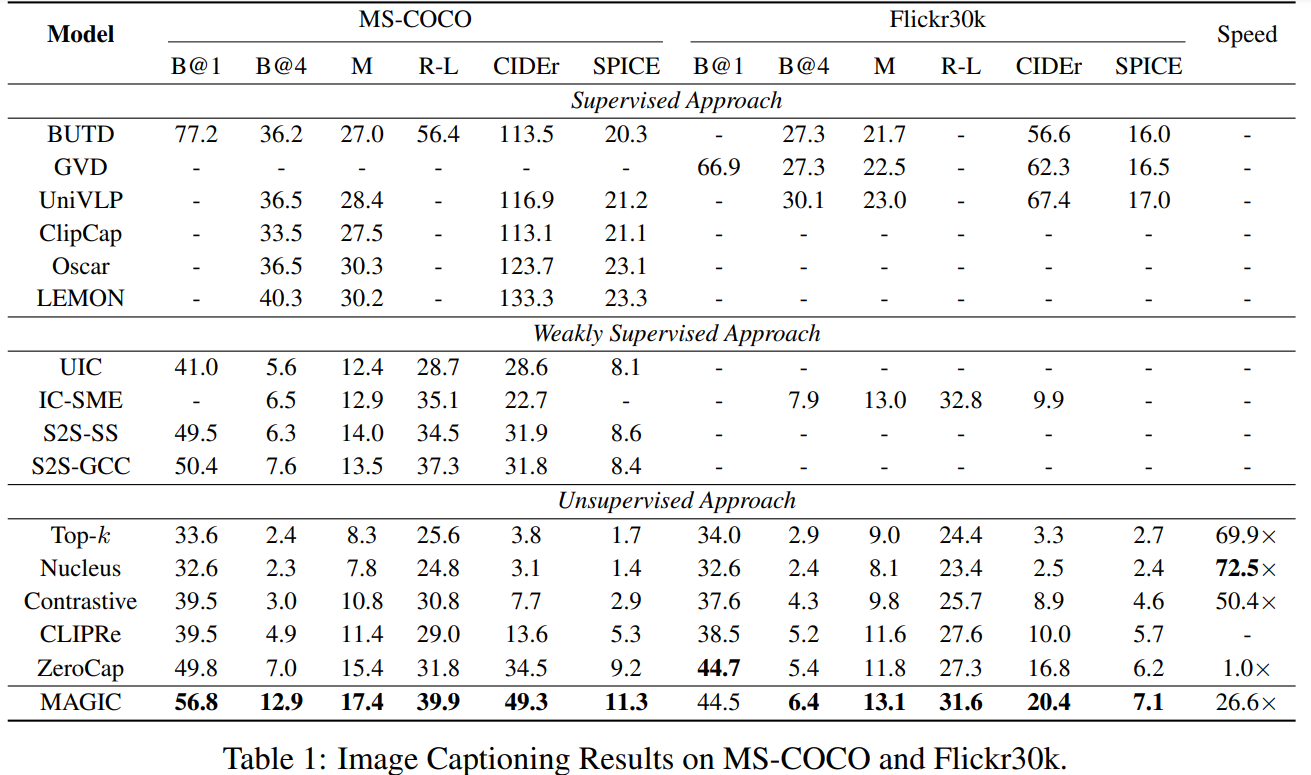 Model MS-COCO Flickr30k Speed
B@1 B@4 M R-L CIDEr SPICE B@1 B@4 M R-L CIDEr SPICE
Supervised Approach
BUTD 77.2 36.2 27.0 56.4 113.5 20.3 - 27.3 21.7 - 56.6 16.0 -
GVD - - - - - - 66.9 27.3 22.5 - 62.3 16.5 -
UniVLP - 36.5 28.4 - 116.9 21.2 - 30.1 23.0 - 67.4 17.0 -
ClipCap - 33.5 27.5 - 113.1 21.1 - - - - - - -
Oscar - 36.5 30.3 - 123.7 23.1 - - - - - - -
LEMON - 40.3 30.2 - 133.3 23.3 - - - - - - -
Weakly Supervised Approach
UIC 41.0 5.6 12.4 28.7 28.6 8.1 - - - - - - -
IC-SME - 6.5 12.9 35.1 22.7 - - 7.9 13.0 32.8 9.9 - -
S2S-SS 49.5 6.3 14.0 34.5 31.9 8.6 - - - - - - -
S2S-GCC 50.4 7.6 13.5 37.3 31.8 8.4 - - - - - - -
Unsupervised Approach
Top-k 33.6 2.4 8.3 25.6 3.8 1.7 34.0 2.9 9.0 24.4 3.3 2.7 69.9×
Nucleus 32.6 2.3 7.8 24.8 3.1 1.4 32.6 2.4 8.1 23.4 2.5 2.4 72.5×
Contrastive 39.5 3.0 10.8 30.8 7.7 2.9 37.6 4.3 9.8 25.7 8.9 4.6 50.4×
CLIPRe 39.5 4.9 11.4 29.0 13.6 5.3 38.5 5.2 11.6 27.6 10.0 5.7 -
ZeroCap 49.8 7.0 15.4 31.8 34.5 9.2 44.7 5.4 11.8 27.3 16.8 6.2 1.0×
MAGIC 56.8 12.9 17.4 39.9 49.3 11.3 44.5 6.4 13.1 31.6 20.4 7.1 26.6×
Table 1: Image Captioning Results on MS-COCO and Flickr30k.